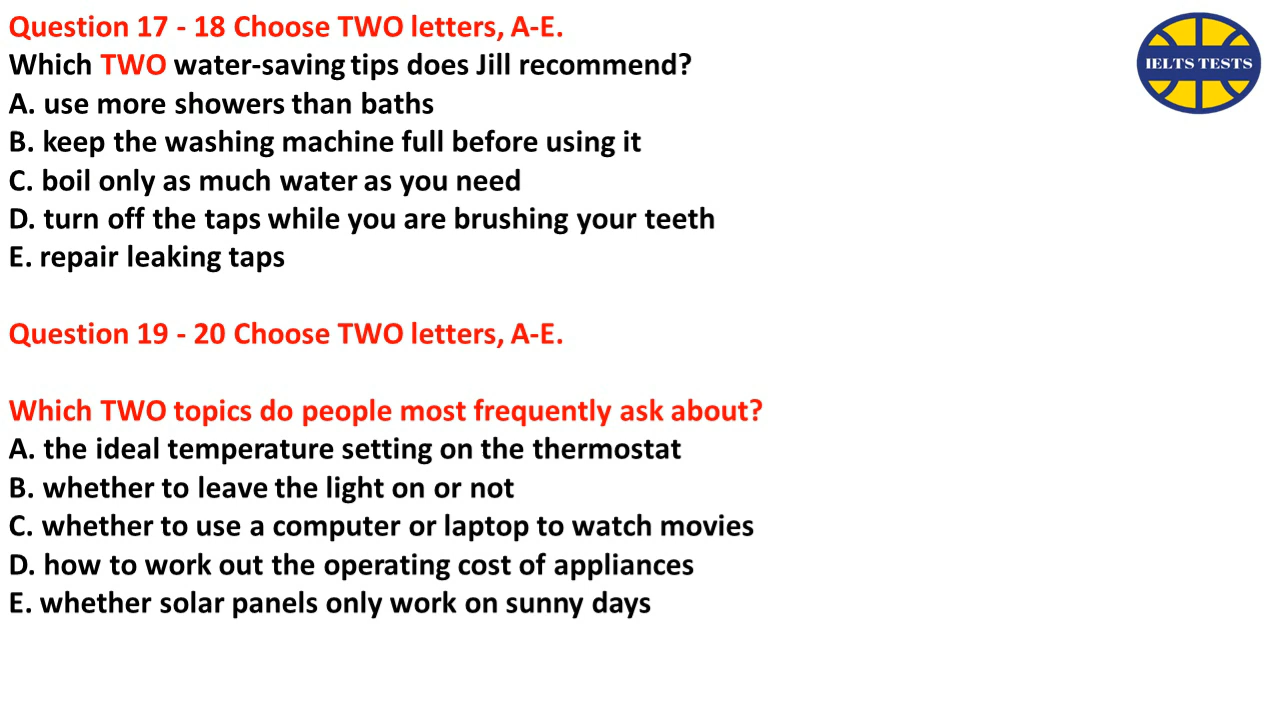 Question 17 - 18 Choose TWO letters, A-E.
Which TWO water-saving tips does Jill recommend?
A. use more showers than baths
B. keep the washing machine full before using it
C. boil only as much water as you need
D. turn off the taps while you are brushing your teeth
E. repair leaking taps
Question 19 - 20 Choose TWO letters, A-E.
Which TWO topics do people most frequently ask about?
A. the ideal temperature setting on the thermostat
B. whether to leave the light on or not
C. whether to use a computer or laptop to watch movies
D. how to work out the operating cost of appliances
E. whether solar panels only work on sunny days
IELTS TESTS